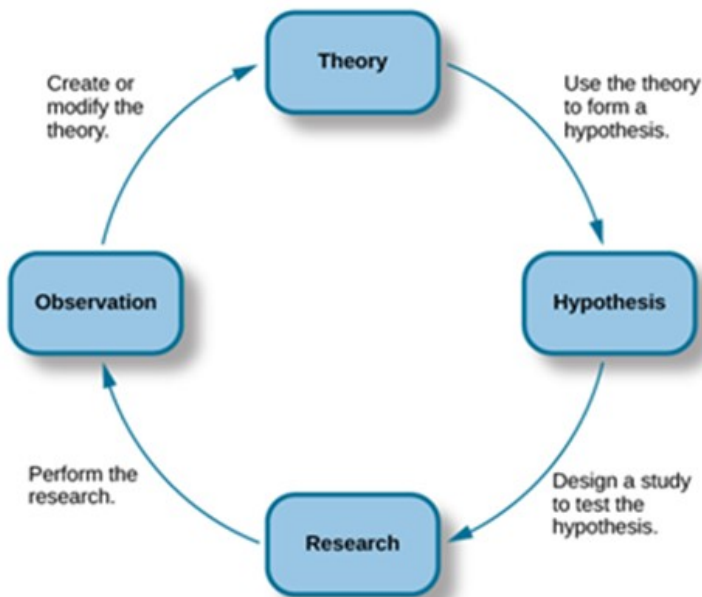 Theory
Create or
modify the
theory.
Use the theory
to form a
hypothesis.
Observation
Hypothesis
Perform the
research.
Design a study
to test the
hypothesis.
Research